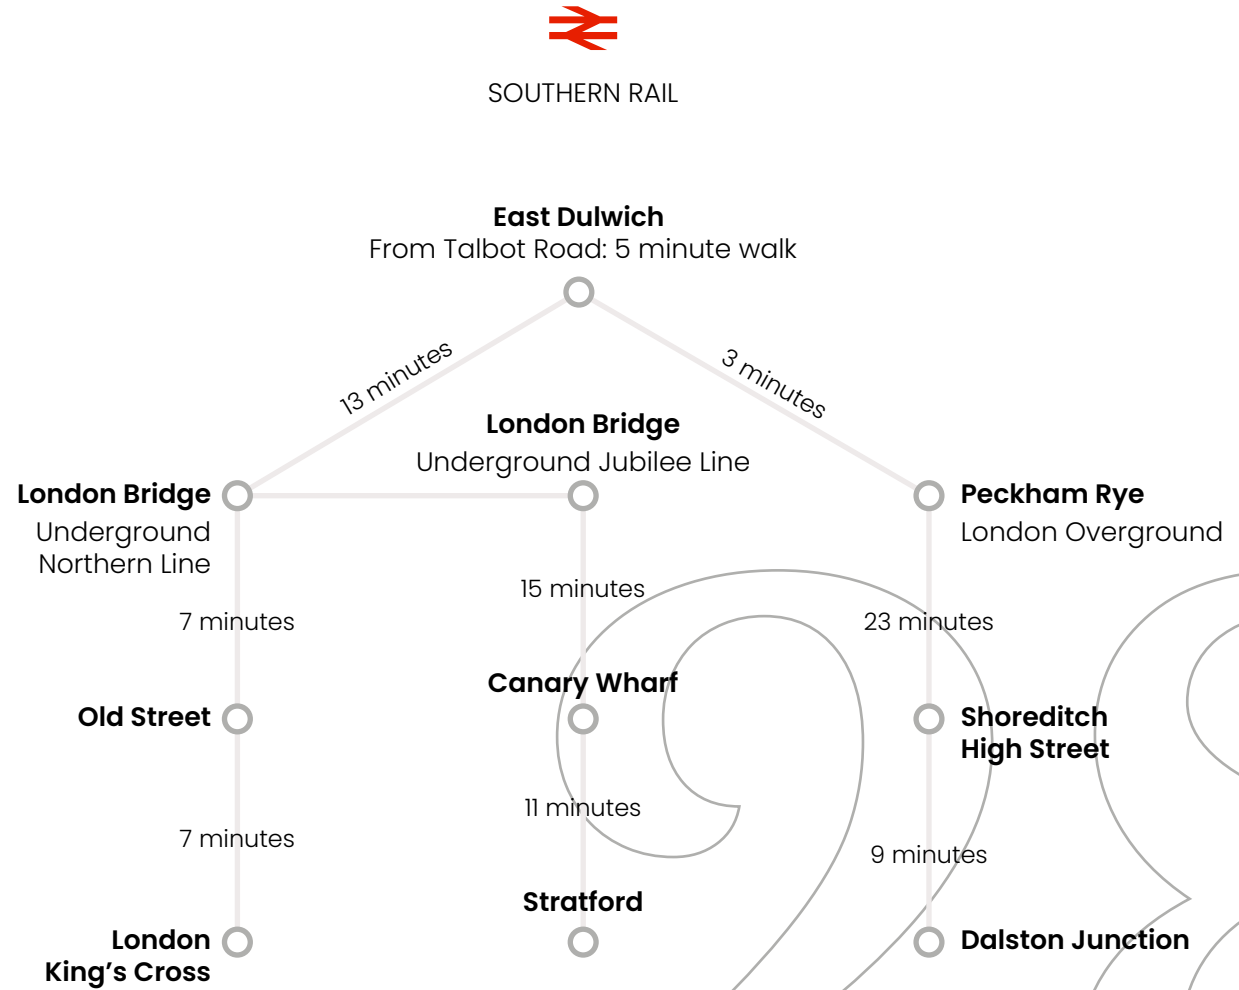 SOUTHERN RAIL
East Dulwich
From Talbot Road: 5 minute walk
13 minutes
3 minutes
London Bridge
Underground Jubilee Line
London Bridge
Underground
Northern Line
Peckham Rye
London Overground
15 minutes
7 minutes
23 minutes
Canary Wharf
Old Street
Shoreditch
High Street
11 minutes
7 minutes
9 minutes
Stratford
London
King's Cross
Dalston Junction
28